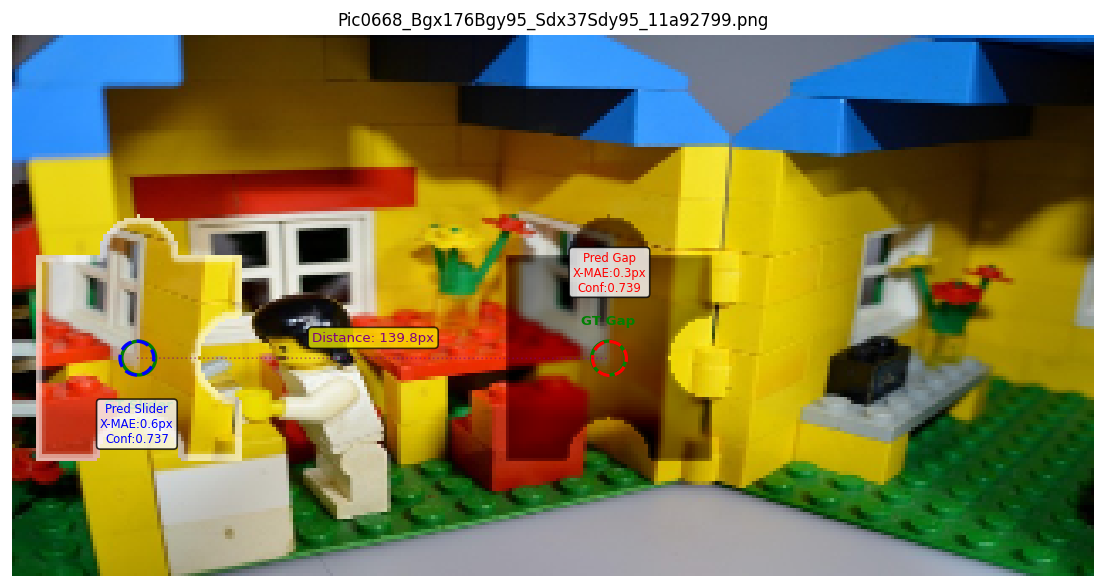 Pic0668_Bgx176Bgy95_Sdx37Sdy95_11a92799.png
Pred Gap
X-MAE:0.3px
Conf:0.739
GT Gap
Distance: 139.8px
Pred Slider
X-MAE:0.6px
Conf:0.737